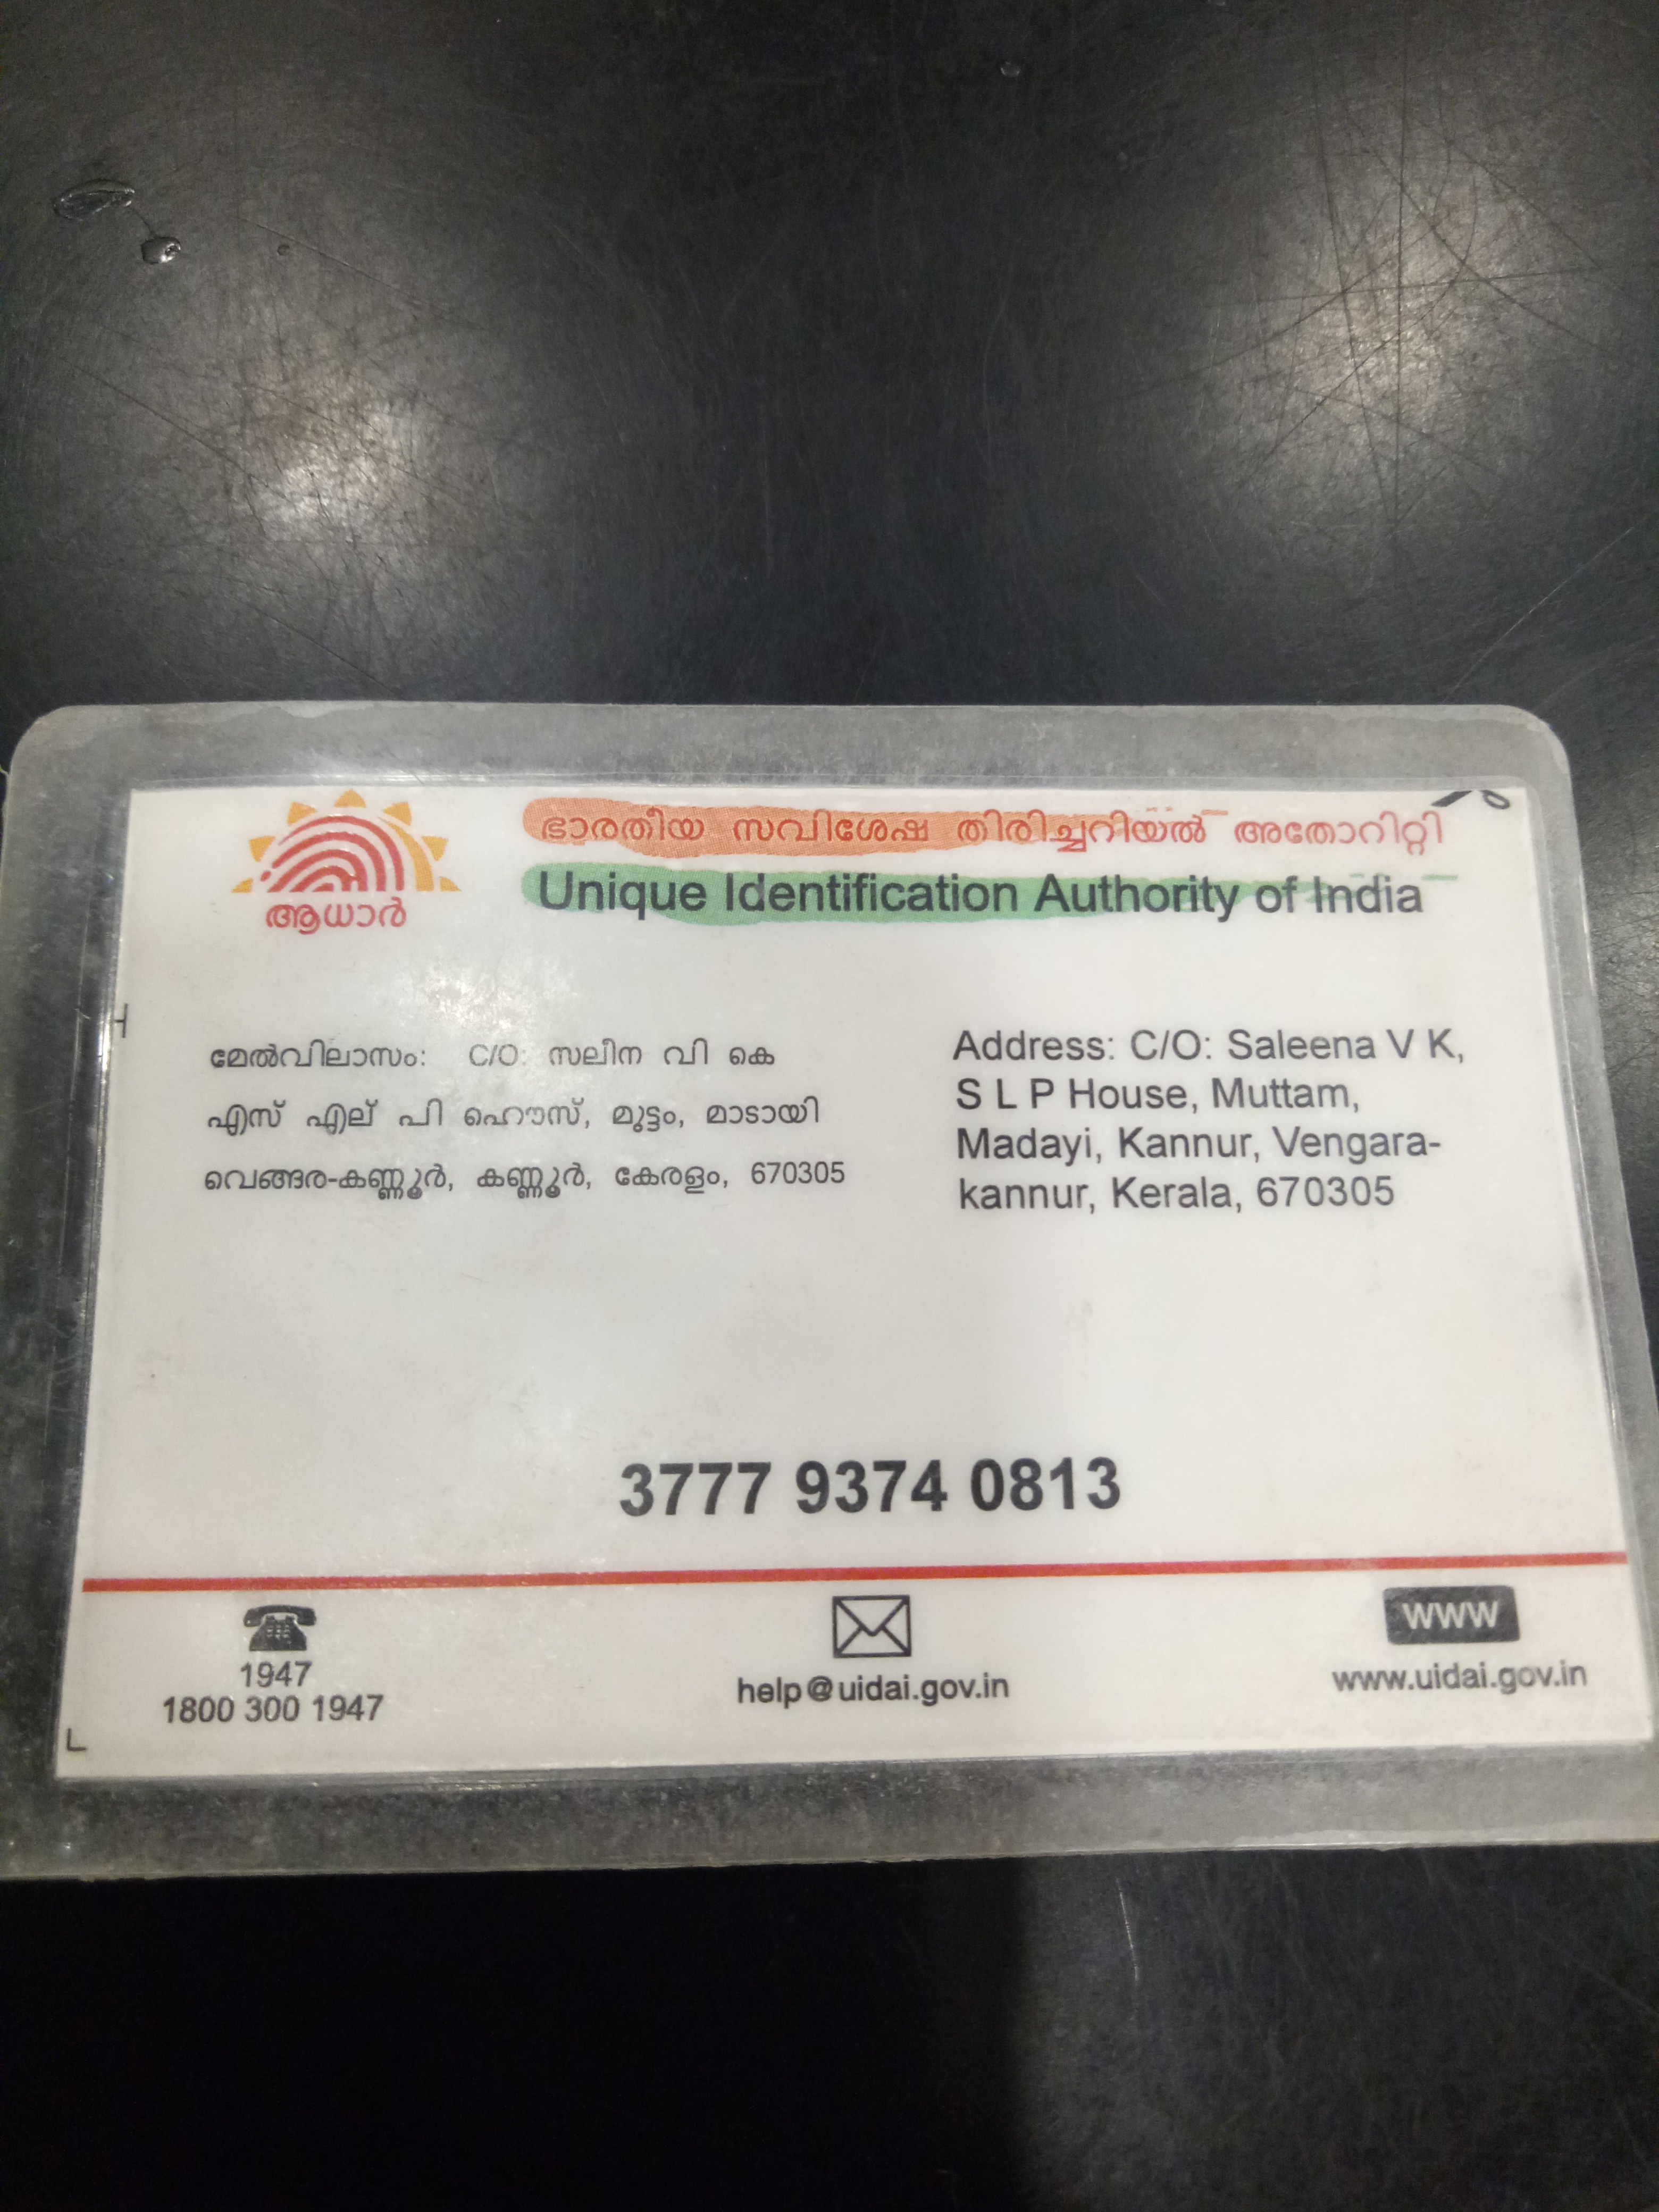 ആധാർ
ഭാരതീയ സവിശേഷ തിരിച്ചറിയൽ അതോറിറ്റി
Unique Identification Authority of India
മേൽവിലാസം: C/O: സലീന വി കെ
എസ് എല് പി ഹൌസ്, മുട്ടം, മാടായി
വെങ്ങര-കണ്ണൂർ, കണ്ണൂർ, കേരളം, 670305
Address: C/O: Saleena V K,
S L P House, Muttam,
Madayi, Kannur, Vengara-
kannur, Kerala, 670305
3777 9374 0813
1947
1800 300 1947
help@uidai.gov.in
WWW
www.uidai.gov.in